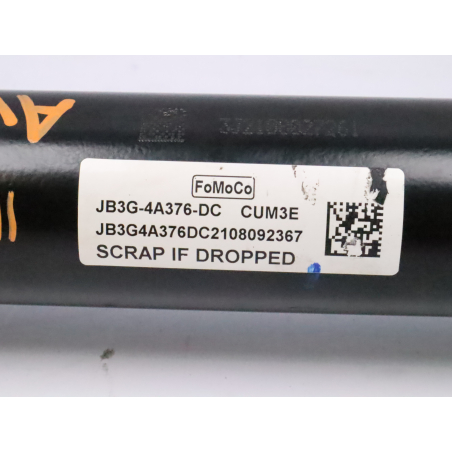 FoMoCo
JB3G-4A376-DC CUM3E
JB3G4A376DC2108092367
SCRAP IF DROPPED